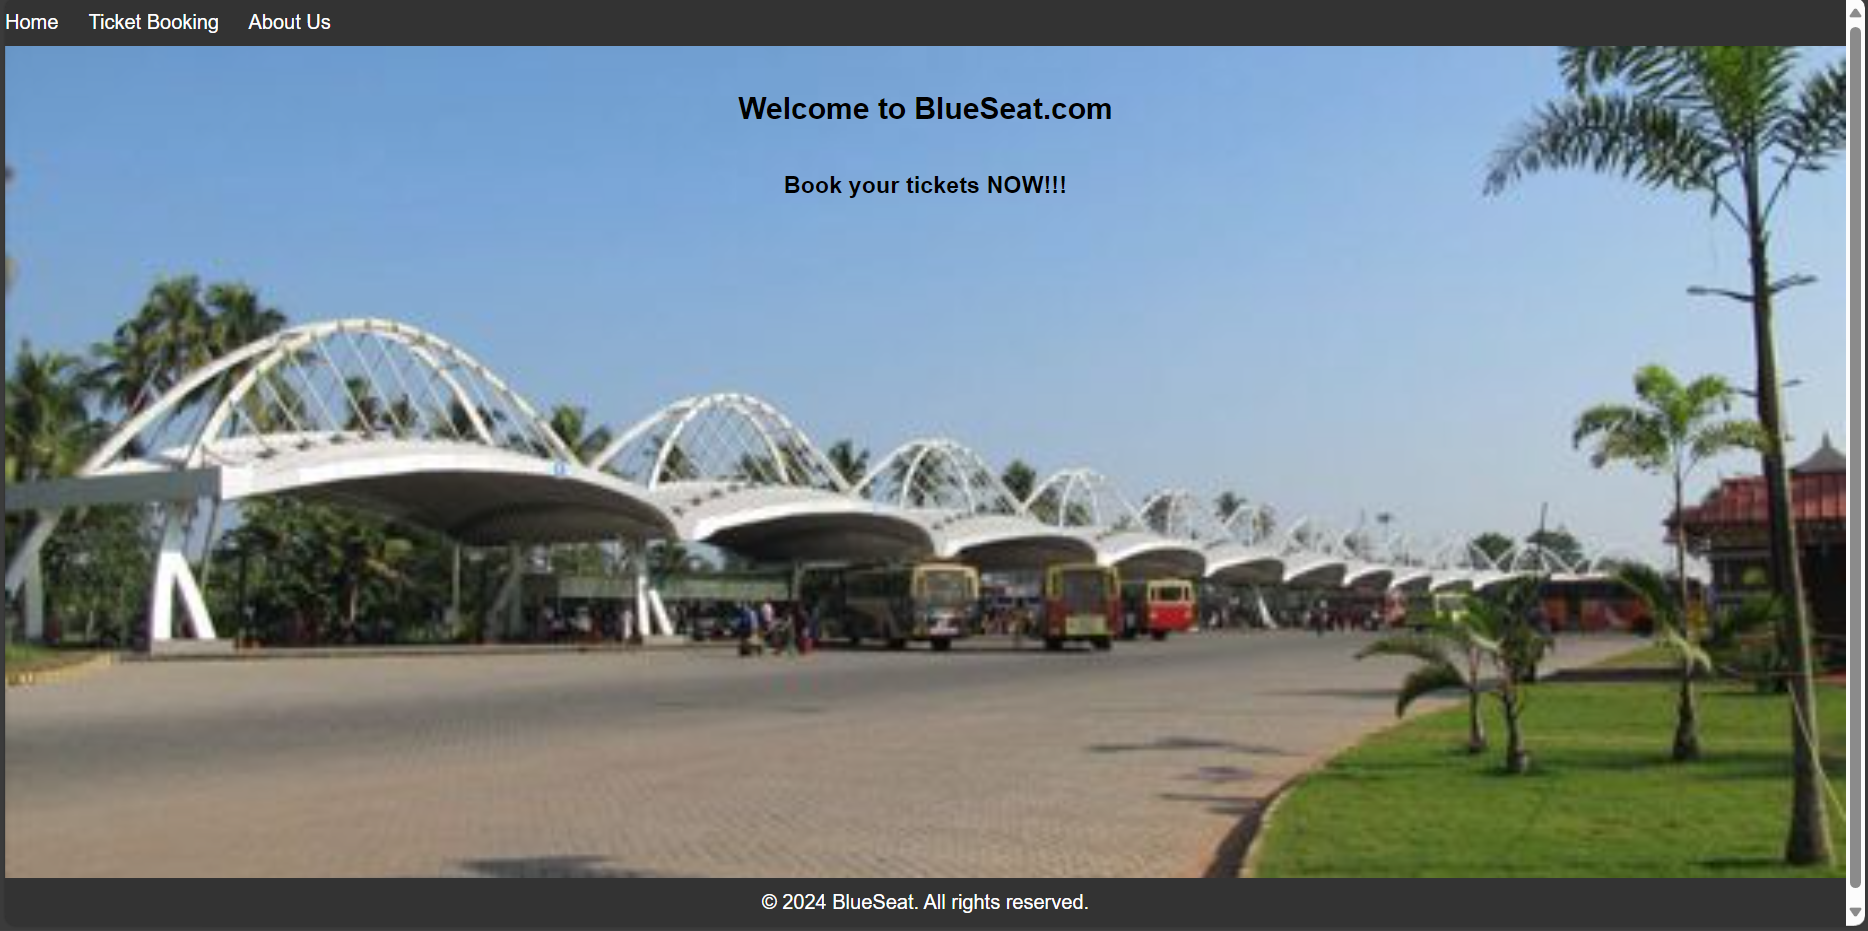 Home Ticket Booking About Us
Welcome to BlueSeat.com
Book your tickets NOW!!!
© 2024 BlueSeat. All rights reserved.